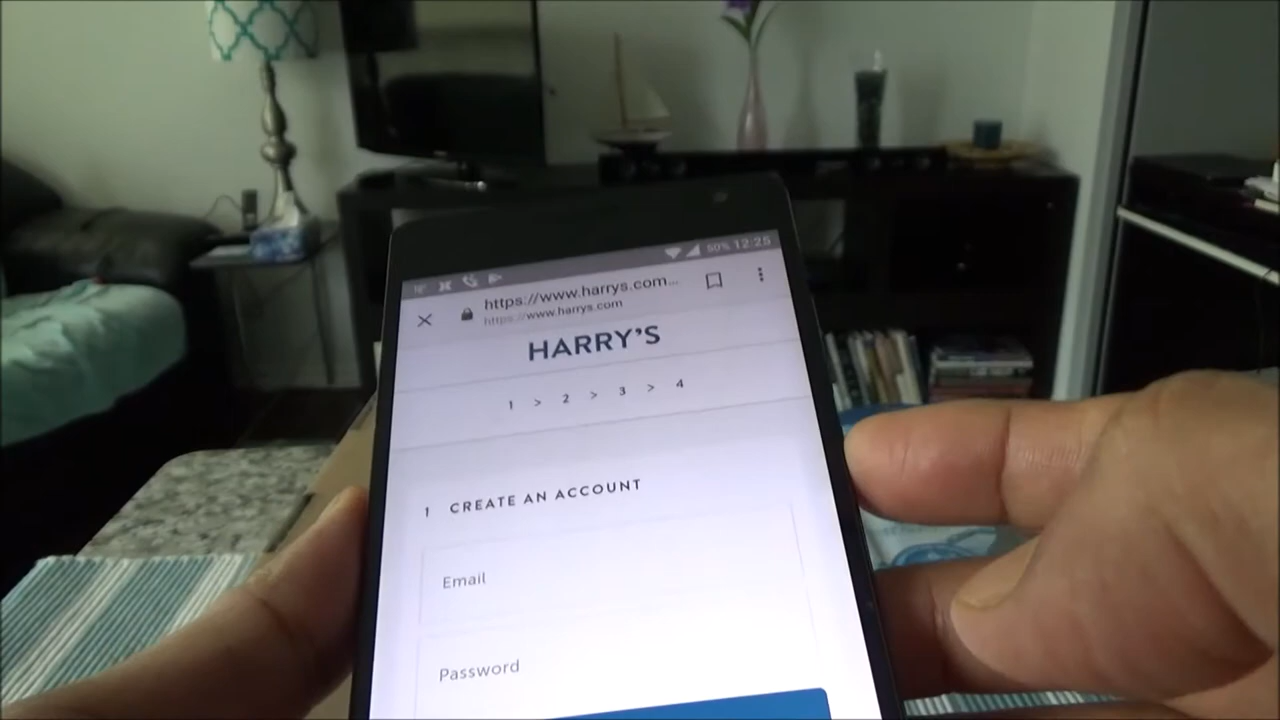 50% 12:25
https://www.harrys.com...
https://www.harrys.com
HARRY'S
1 > 2 > 3 > 4
1 CREATE AN ACCOUNT
Email
Password